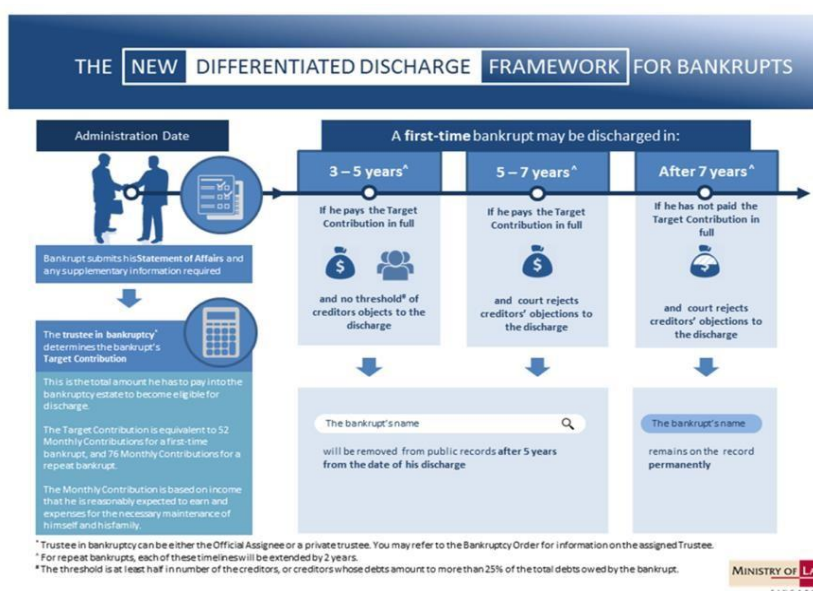 THE NEW DIFFERENTIATED DISCHARGE FRAMEWORK FOR BANKRUPTS
Administration Date
Bankrupt submits his Statement of Affairs and
any supplementary information required
The trustee in bankruptcy*
determines the bankrupt's
Target Contribution
This is the total amount he has to pay into the
bankruptcy estate to become eligible for
discharge.
The Target Contribution is equivalent to 52
Monthly Contributions for a first-time
bankrupt, and 76 Monthly Contributions for a
repeat bankrupt.
The Monthly Contribution is based on income
that he is reasonably expected to earn and
expenses for the necessary maintenance of
himself and his family.
A first-time bankrupt may be discharged in:
3 – 5 years^
If he pays the Target
Contribution in full
$
and no threshold# of
creditors objects to the
discharge
5 – 7 years^
If he pays the Target
Contribution in full
$
and court rejects
creditors' objections to
the discharge
After 7 years^
If he has not paid the
Target Contribution in
full
$
and court rejects
creditors' objections to
the discharge
The bankrupt's name
will be removed from public records after 5 years
from the date of his discharge
The bankrupt's name
remains on the record
permanently
* Trustee in bankruptcy can be either the Official Assignee or a private trustee. You may refer to the Bankruptcy Order for information on the assigned Trustee.
^ For repeat bankrupts, each of these timelines will be extended by 2 years.
# The threshold is at least half in number of the creditors, or creditors whose debts amount to more than 25% of the total debts owed by the bankrupt.
MINISTRY OF LA